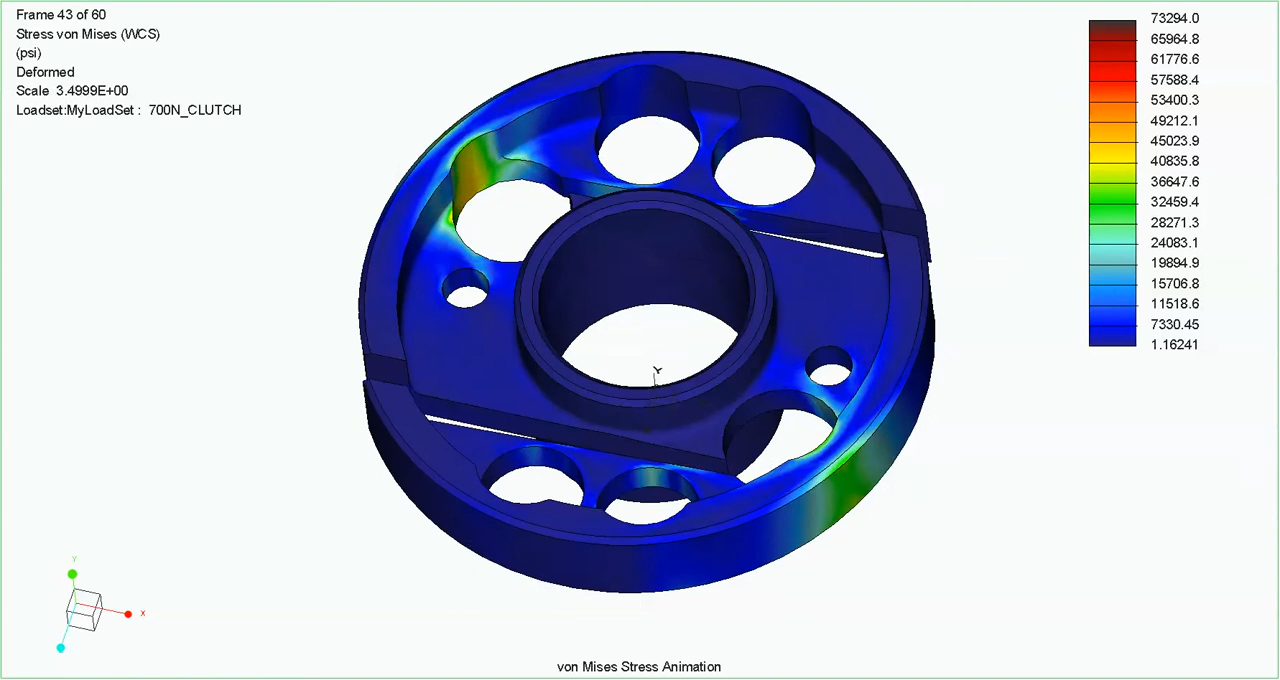 Frame 43 of 60
Stress von Mises (WCS)
(psi)
Deformed
Scale  3.4999E+00
Loadset:MyLoadSet :  700N_CLUTCH
73294.0
65964.8
61776.6
57588.4
53400.3
49212.1
45023.9
40835.8
36647.6
32459.4
28271.3
24083.1
19894.9
15706.8
11518.6
7330.45
1.16241
Y
Y
X
von Mises Stress Animation